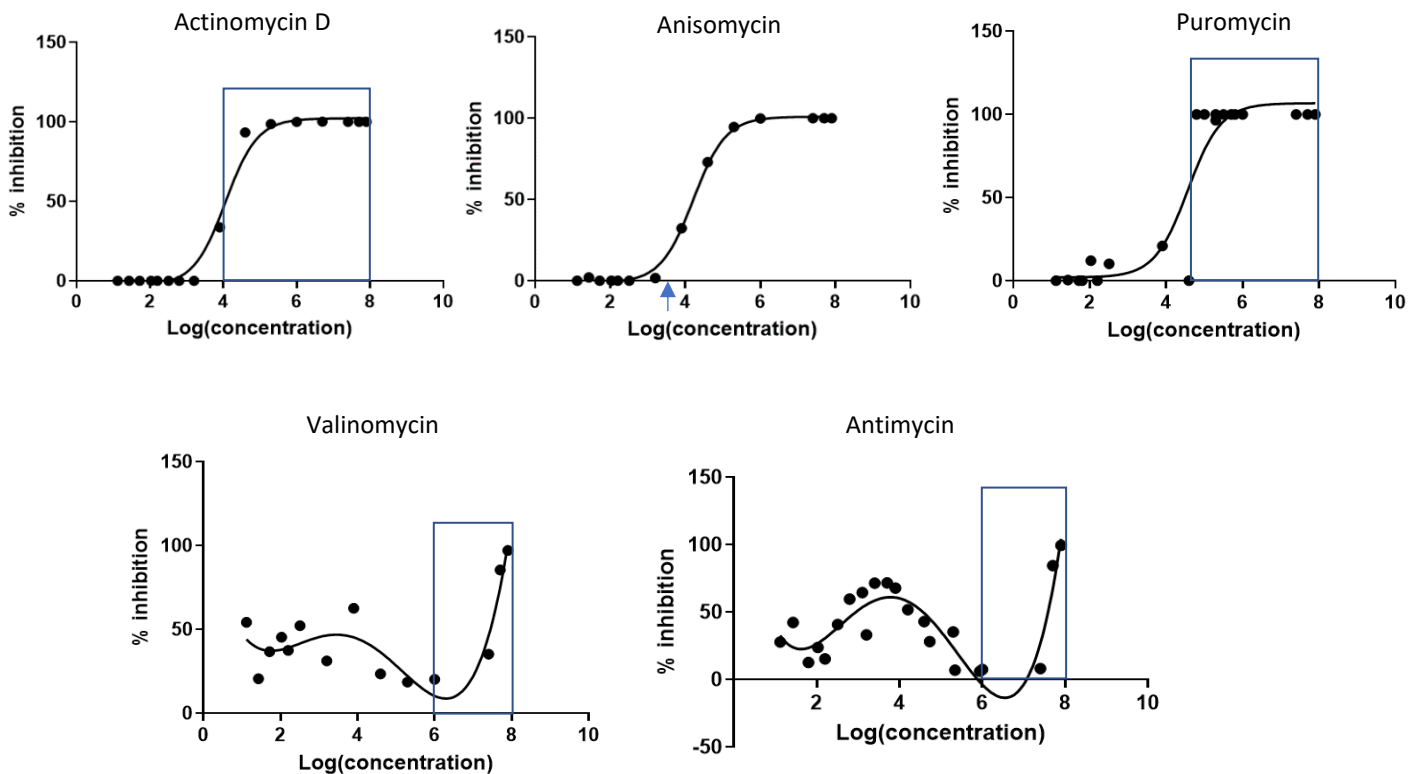 Actinomycin D
150
100
50
0
% inhibition
0 2 4 6 8 10
Log(concentration)
Anisomycin
150
100
50
0
% inhibition
0 2 4 6 8 10
Log(concentration)
Puromycin
150
100
50
0
% inhibition
0 2 4 6 8 10
Log(concentration)
Valinomycin
150
100
50
0
% inhibition
0 2 4 6 8 10
Log(concentration)
Antimycin
150
100
50
0
-50
% inhibition
2 4 6 8 10
Log(concentration)